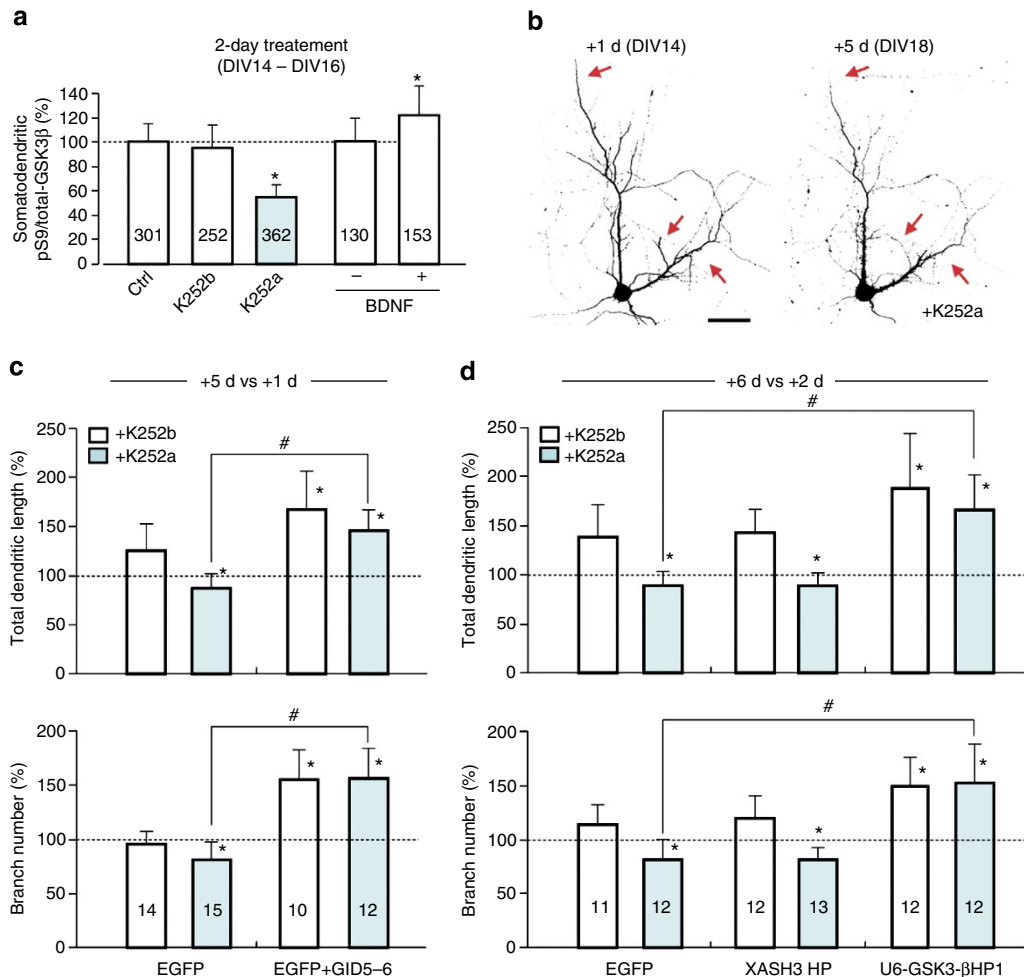 a
2-day treatement
(DIV14 – DIV16)
Somatodendritic
pS9/total-GSK3β (%)
140
120
100
80
60
40
20
0
*
*
301
252
362
130
153
Ctrl
K252b
K252a
–
+
BDNF
b
+1 d (DIV14)
+5 d (DIV18)
+K252a
c
+5 d vs +1 d
+K252b
+K252a
Total dendritic length (%)
250
200
150
100
50
0
#
*
*
*
Branch number (%)
200
150
100
50
0
#
*
*
*
14
15
10
12
EGFP
EGFP+GID5–6
d
+6 d vs +2 d
#
+K252b
+K252a
Total dendritic length (%)
250
200
150
100
50
0
*
*
*
*
Branch number (%)
200
150
100
50
0
#
*
*
*
*
11
12
12
13
12
12
EGFP
XASH3 HP
U6-GSK3-βHP1